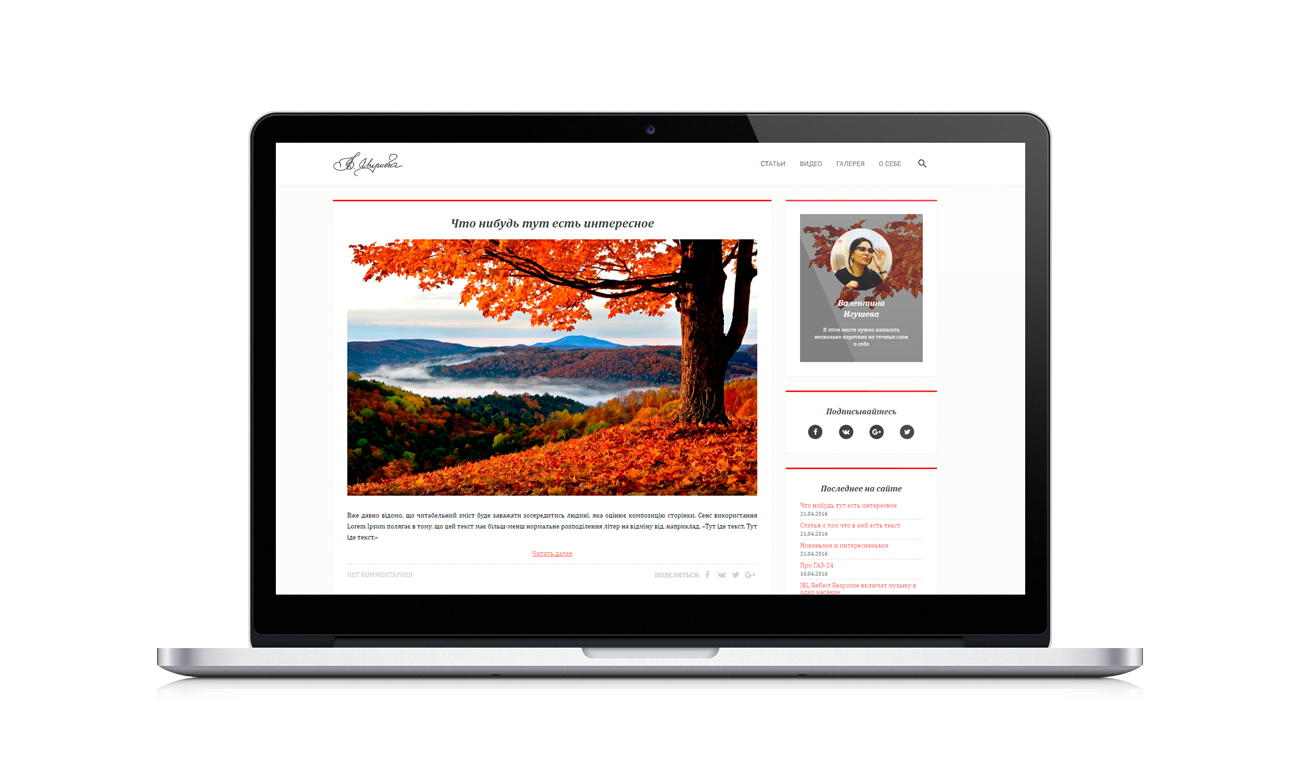 СТАТЬИ ВИДЕО ГАЛЕРЕЯ О СЕБЕ
Что нибудь тут есть интересное
Вже давно відомо, що читабельний зміст буде заважати зосередитись людині, яка оцінює композицію сторінки. Сенс використання
Lorem Ipsum полягає в тому, що цей текст має більш-менш нормальне розподілення літер на відміну від, наприклад, «Тут іде текст. Тут
іде текст.»
Читать далее
НЕТ КОММЕНТАРИЕВ
ПОДЕЛИТЬСЯ:
Валентина
Игушева
В этом месте нужно написать
несколько коротких но точных слов
о себе
Подписывайтесь
Последнее на сайте
Что нибудь тут есть интересное
21.04.2016
Статья о том что в ней есть текст
21.04.2016
Новенькое и интересненькое
21.04.2016
Про ГАЗ-24
10.04.2016
JBL Reflect Response включат музыку в
одно касание